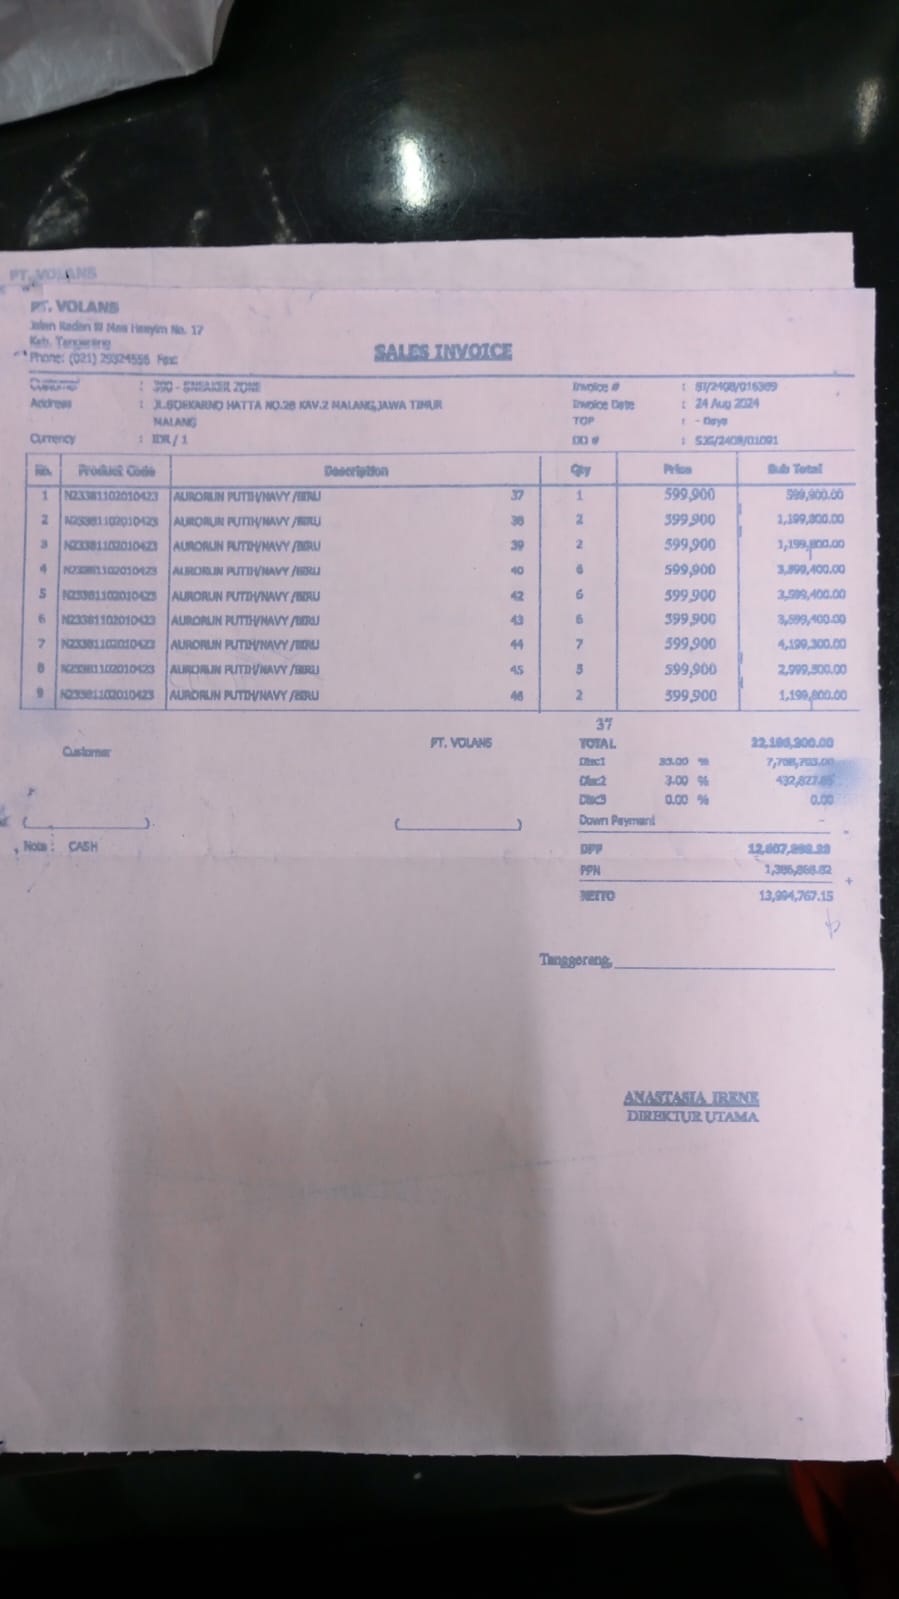 PT. VOLANS
PT. VOLANS
Jalan Raden No. 17
Kab. Tangerang
Phone: (021) 29324556 Fax:
SALES INVOICE
Customer : 390 - SNEAKER ZONE
Address : JL.SOEKARNO HATTA NO.28 KAV.2 MALANG,JAWA TIMUR
MALANG
Currency : IDR / 1
Invoice # : SI/2408/016369
Invoice Date : 24 Aug 2024
TOP : - Days
DO # : SJG/2408/01091
No. Product Code Description Qty Price Sub Total
1 N23381102010423 AURORUN PUTIH/NAVY /BIRU 37 1 599,900 599,900.00
2 N23381102010423 AURORUN PUTIH/NAVY /BIRU 38 2 599,900 1,199,800.00
3 N23381102010423 AURORUN PUTIH/NAVY /BIRU 39 2 599,900 1,199,800.00
4 N23381102010423 AURORUN PUTIH/NAVY /BIRU 40 6 599,900 3,599,400.00
5 N23381102010423 AURORUN PUTIH/NAVY /BIRU 42 6 599,900 3,599,400.00
6 N23381102010423 AURORUN PUTIH/NAVY /BIRU 43 6 599,900 3,599,400.00
7 N23381102010423 AURORUN PUTIH/NAVY /BIRU 44 7 599,900 4,199,300.00
8 N23381102010423 AURORUN PUTIH/NAVY /BIRU 45 5 599,900 2,999,500.00
9 N23381102010423 AURORUN PUTIH/NAVY /BIRU 46 2 599,900 1,199,800.00
37
Customer PT. VOLANS TOTAL 22,196,300.00
Disc1 35.00 % 7,768,705.00
Disc2 3.00 % 432,827.85
Disc3 0.00 % 0.00
( ) ( ) Down Payment -
Note : CASH
DPP
PPN
+
NETTO 13,994,767.15
Tanggerang,
ANASTASIA IRENE
DIREKTUR UTAMA